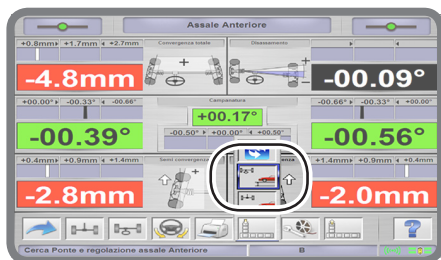 Assale Anteriore
+0.8mm +1.7mm +2.7mm Convergenza totale Disassamento
-4.8mm -00.09°
+00.00° -00.33° -00.66° Campanatura -00.66° -00.33° +00.00°
+00.17°
-00.39° -00.50° +00.00° +00.50° -00.56°
+0.4mm +0.9mm +1.4mm Semi convergenza +1.4mm +0.9mm +0.4mm
-2.8mm -2.0mm
Cerca Ponte e regolazione assale Anteriore B